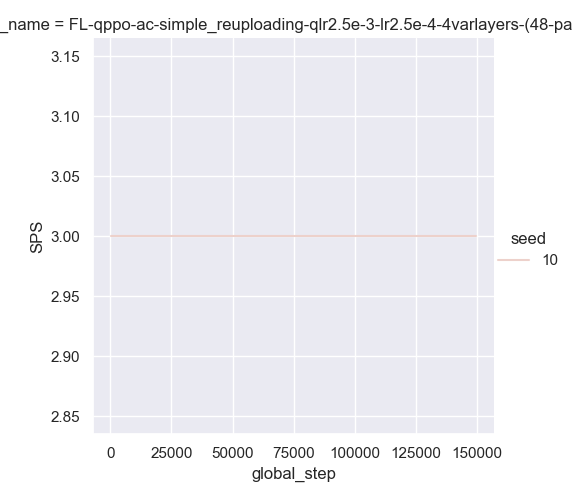 _name = FL-qppo-ac-simple_reuploading-qlr2.5e-3-lr2.5e-4-4varlayers-(48-pa
3.15
3.10
3.05
3.00
2.95
2.90
2.85
SPS
seed
10
0 25000 50000 75000 100000 125000 150000
global_step